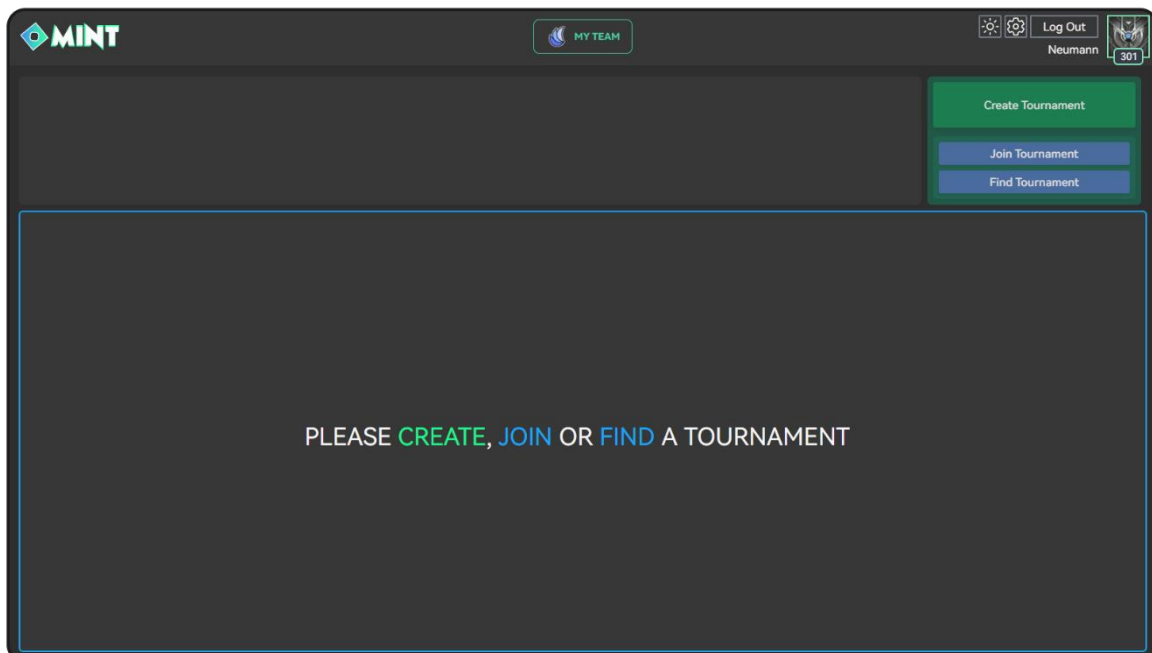 MINT
MY TEAM
Log Out
Neumann
301
Create Tournament
Join Tournament
Find Tournament
PLEASE CREATE, JOIN OR FIND A TOURNAMENT